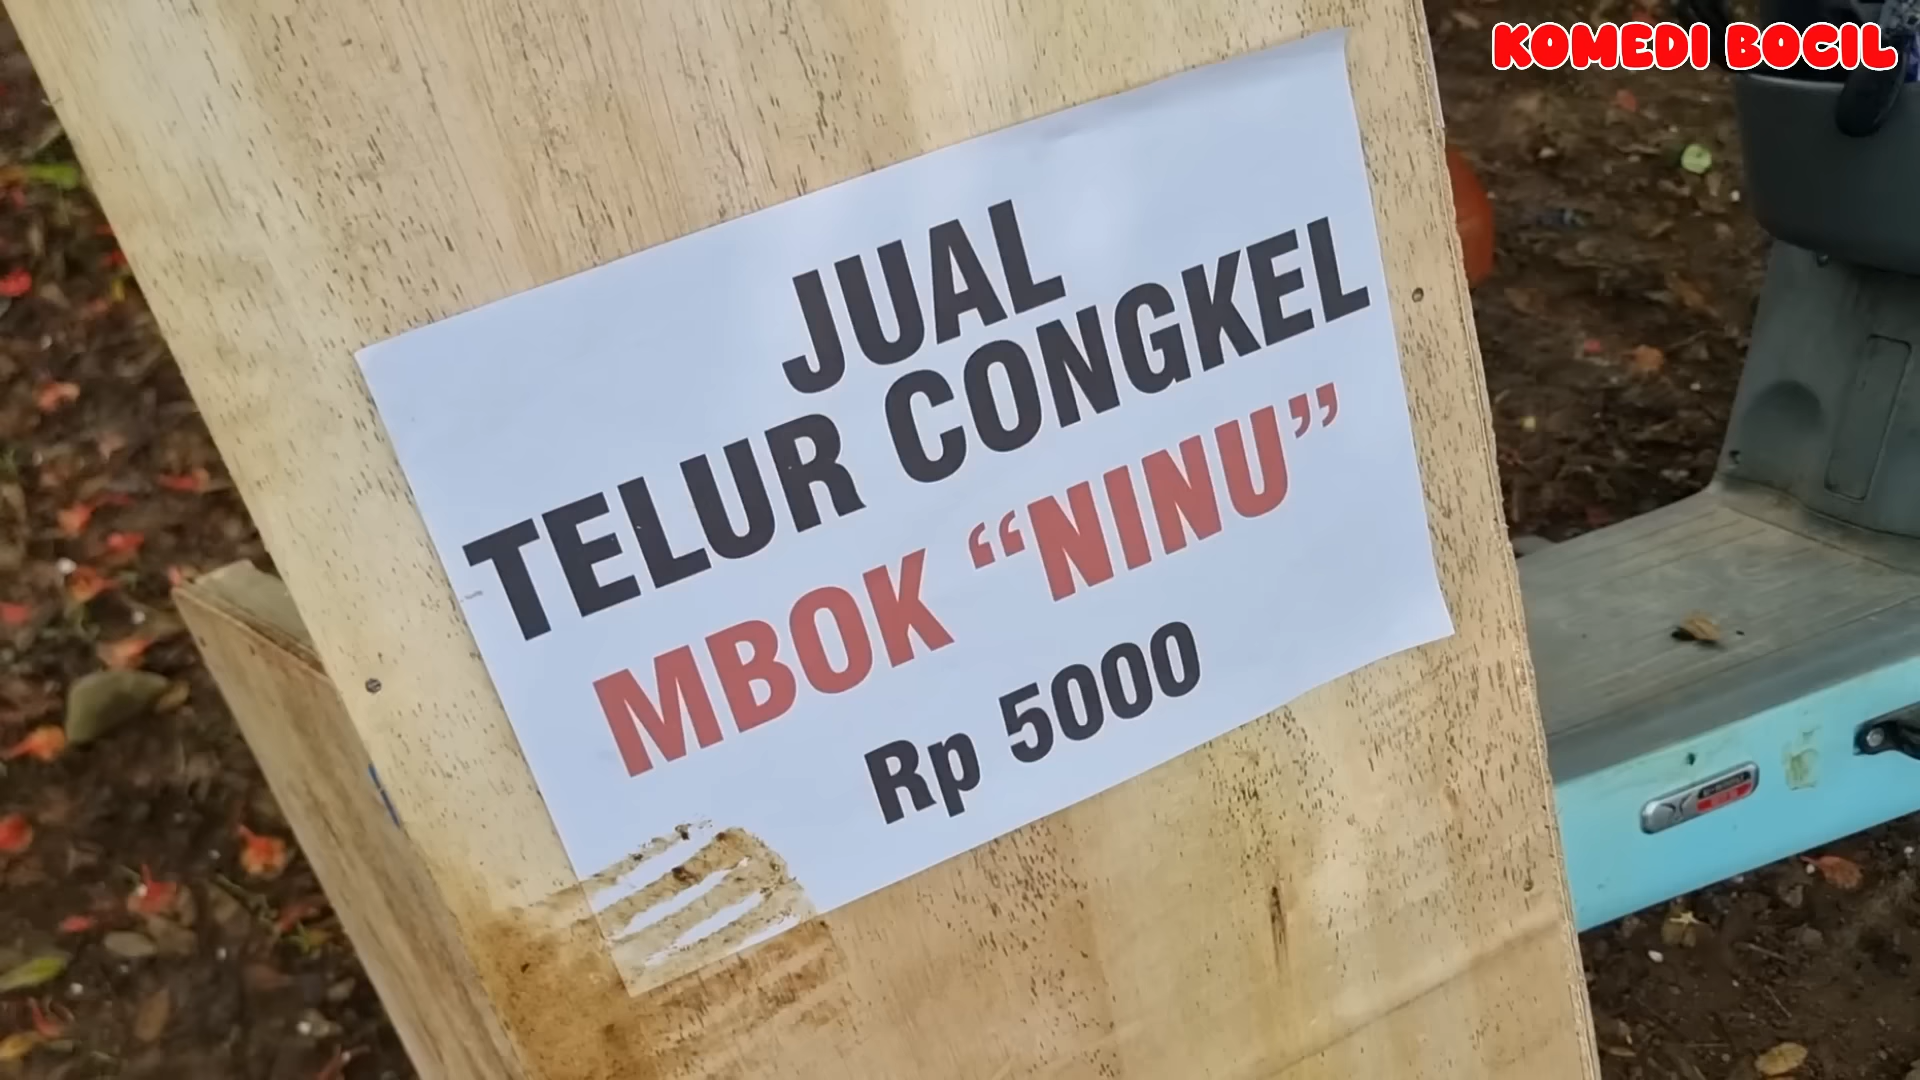 KOMEDI BOCIL
JUAL
TELUR CONGKEL
MBOK “NINU”
Rp 5000